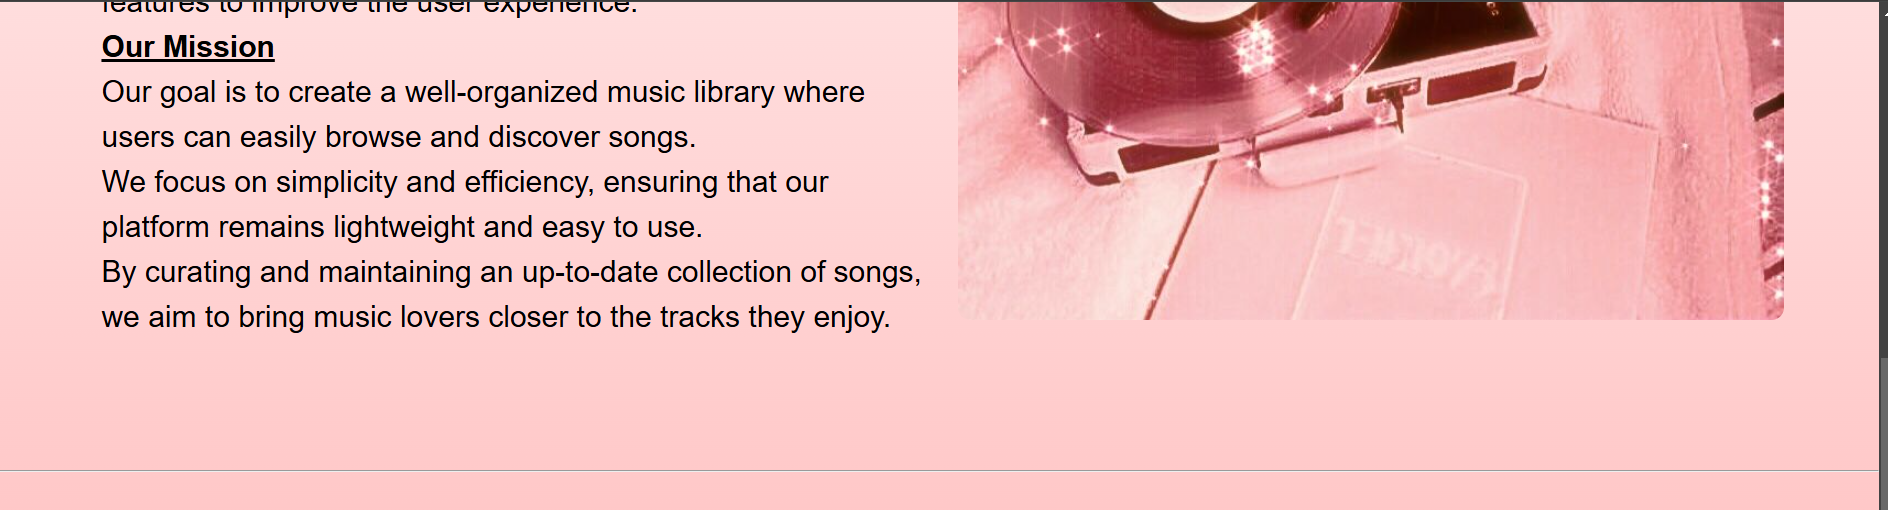 features to improve the user experience.
Our Mission
Our goal is to create a well-organized music library where
users can easily browse and discover songs.
We focus on simplicity and efficiency, ensuring that our
platform remains lightweight and easy to use.
By curating and maintaining an up-to-date collection of songs,
we aim to bring music lovers closer to the tracks they enjoy.